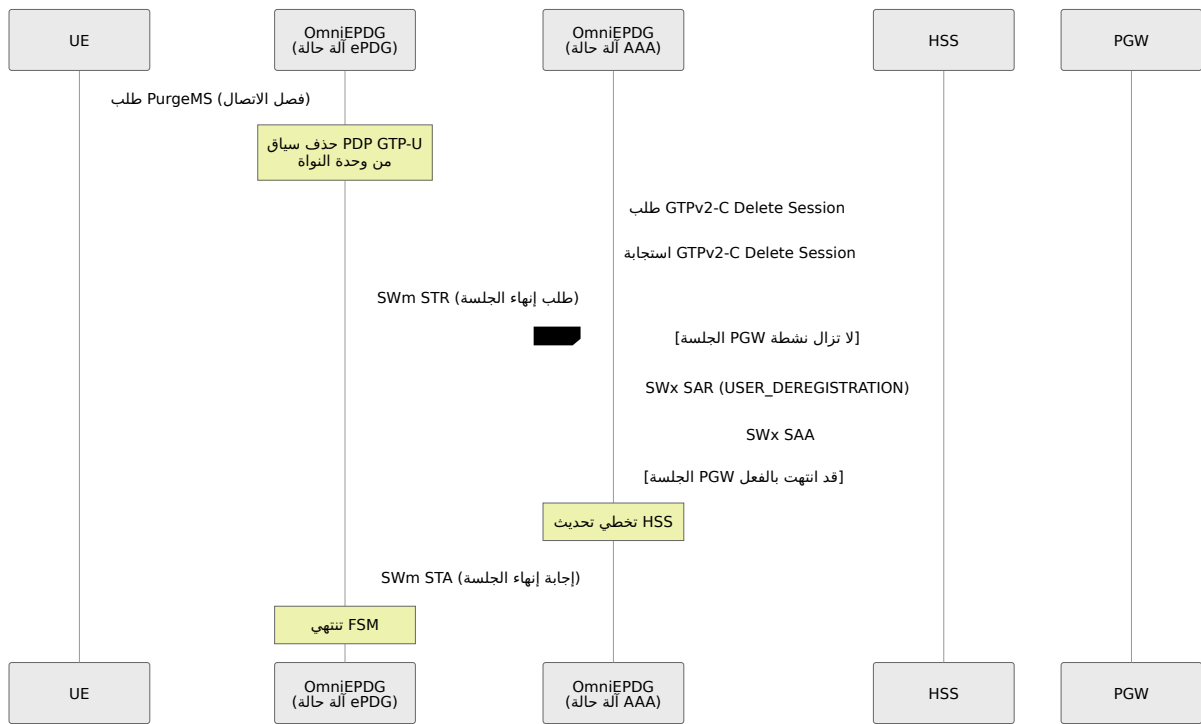 UE
OmniEPDG
(آلة حالة ePDG)
OmniEPDG
(آلة حالة AAA)
HSS
PGW
طلب PurgeMS (فصل الاتصال)
حذف سياق PDP GTP-U
من وحدة النواة
طلب GTPv2-C Delete Session
استجابة GTPv2-C Delete Session
SWm STR (طلب إنهاء الجلسة)
[الجلسة PGW لا تزال نشطة]
SWx SAR (USER_DEREGISTRATION)
SWx SAA
[الجلسة PGW قد انتهت بالفعل]
تخطي تحديث HSS
SWm STA (إجابة إنهاء الجلسة)
تنتهي FSM
UE
OmniEPDG
(آلة حالة ePDG)
OmniEPDG
(آلة حالة AAA)
HSS
PGW